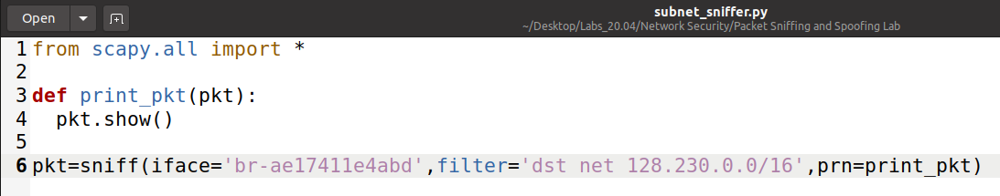 Open
subnet_sniffer.py
~/Desktop/Labs_20.04/Network Security/Packet Sniffing and Spoofing Lab
1 from scapy.all import *
2
3 def print_pkt(pkt):
4   pkt.show()
5
6 pkt=sniff(iface='br-ae17411e4abd',filter='dst net 128.230.0.0/16',prn=print_pkt)